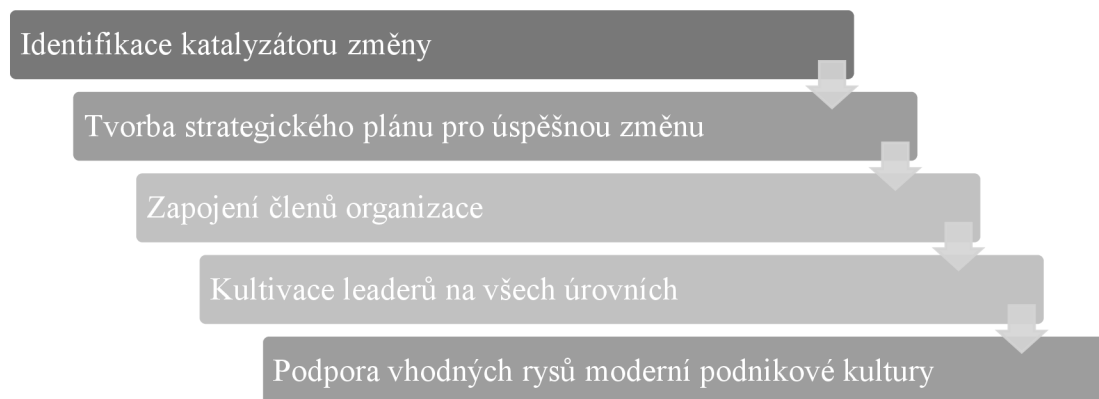 Identifikace katalyzátoru změny
Tvorba strategického plánu pro úspěšnou změnu
Zapojení členů organizace
Kultivace leaderů na všech úrovních
Podpora vhodných rysů moderní podnikové kultury